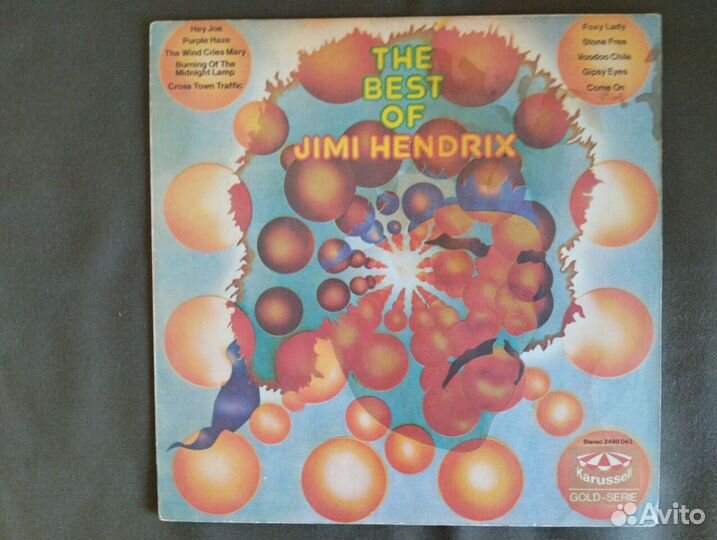 Hey Joe
Purple Haze
The Wind Cries Mary
Burning Of The
Midnight Lamp
Cross Town Traffic
THE
BEST
OF
JIMI HENDRIX
Foxy Lady
Stone Free
Voodoo Chile
Gipsy Eyes
Come On
Stereo 2499 043
Karussell
GOLD-SERIE
Avito